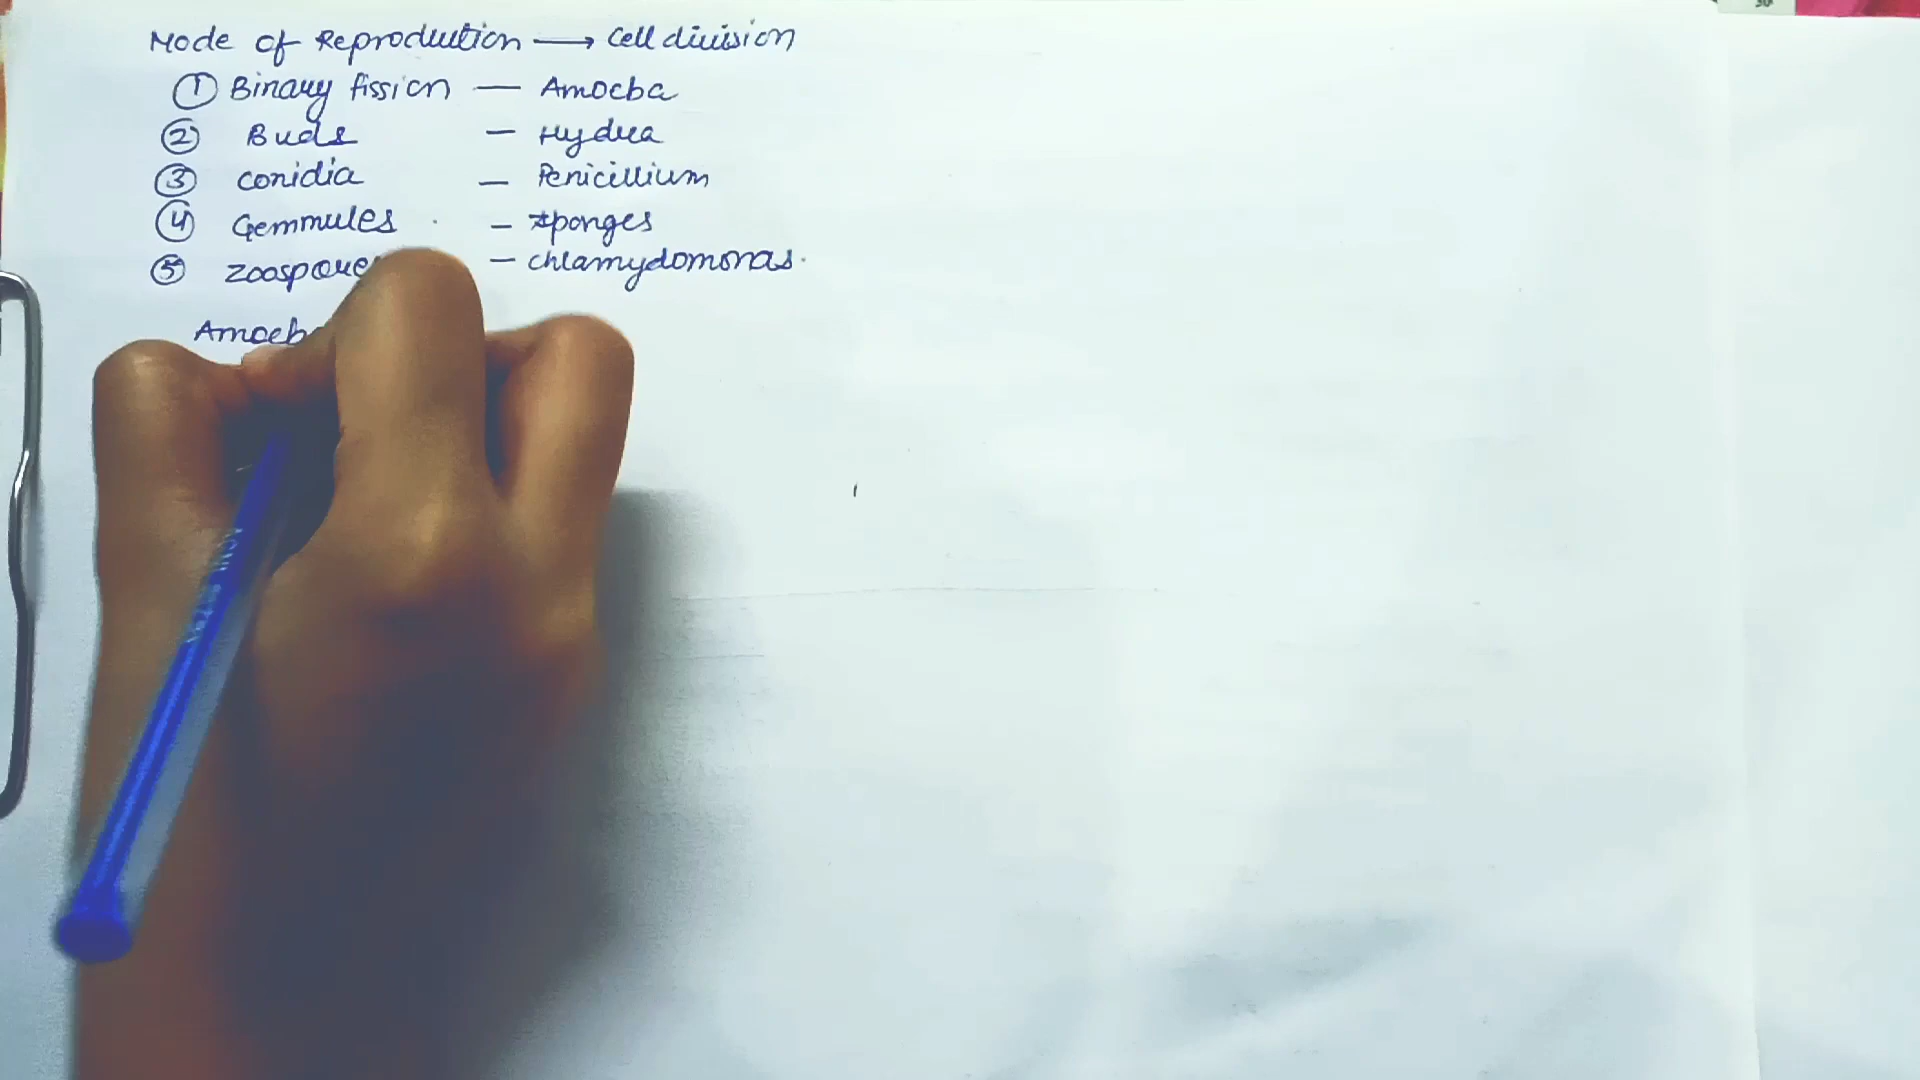 Mode of Reproduction → Cell division
① Binary fission — Amoeba
② Buds — Hydra
③ conidia — Penicillium
④ Gemmules — sponges
⑤ zoospore — chlamydomonas.
Amoeb